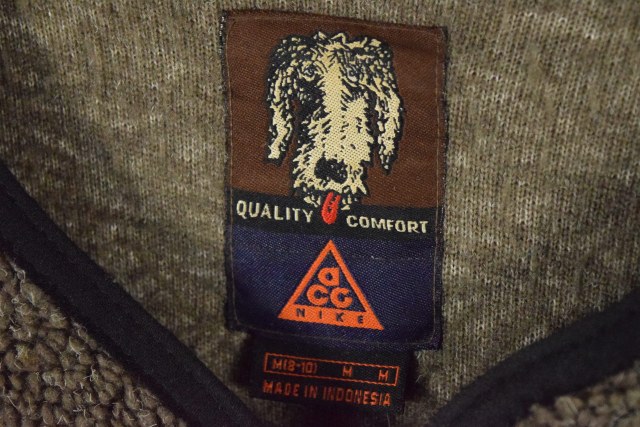 QUALITY COMFORT
acg
NIKE
M(8-10) M M
MADE IN INDONESIA